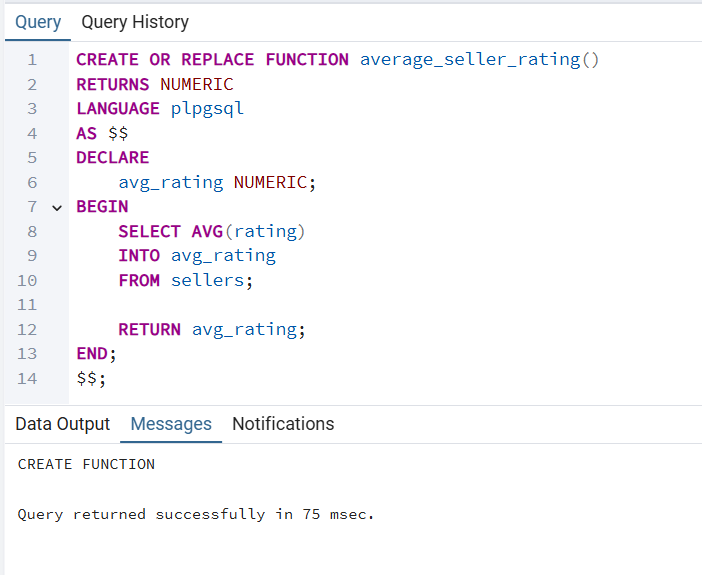 Query Query History
1 CREATE OR REPLACE FUNCTION average_seller_rating()
2 RETURNS NUMERIC
3 LANGUAGE plpgsql
4 AS $$
5 DECLARE
6 avg_rating NUMERIC;
7 BEGIN
8 SELECT AVG(rating)
9 INTO avg_rating
10 FROM sellers;
11
12 RETURN avg_rating;
13 END;
14 $$;
Data Output Messages Notifications
CREATE FUNCTION
Query returned successfully in 75 msec.